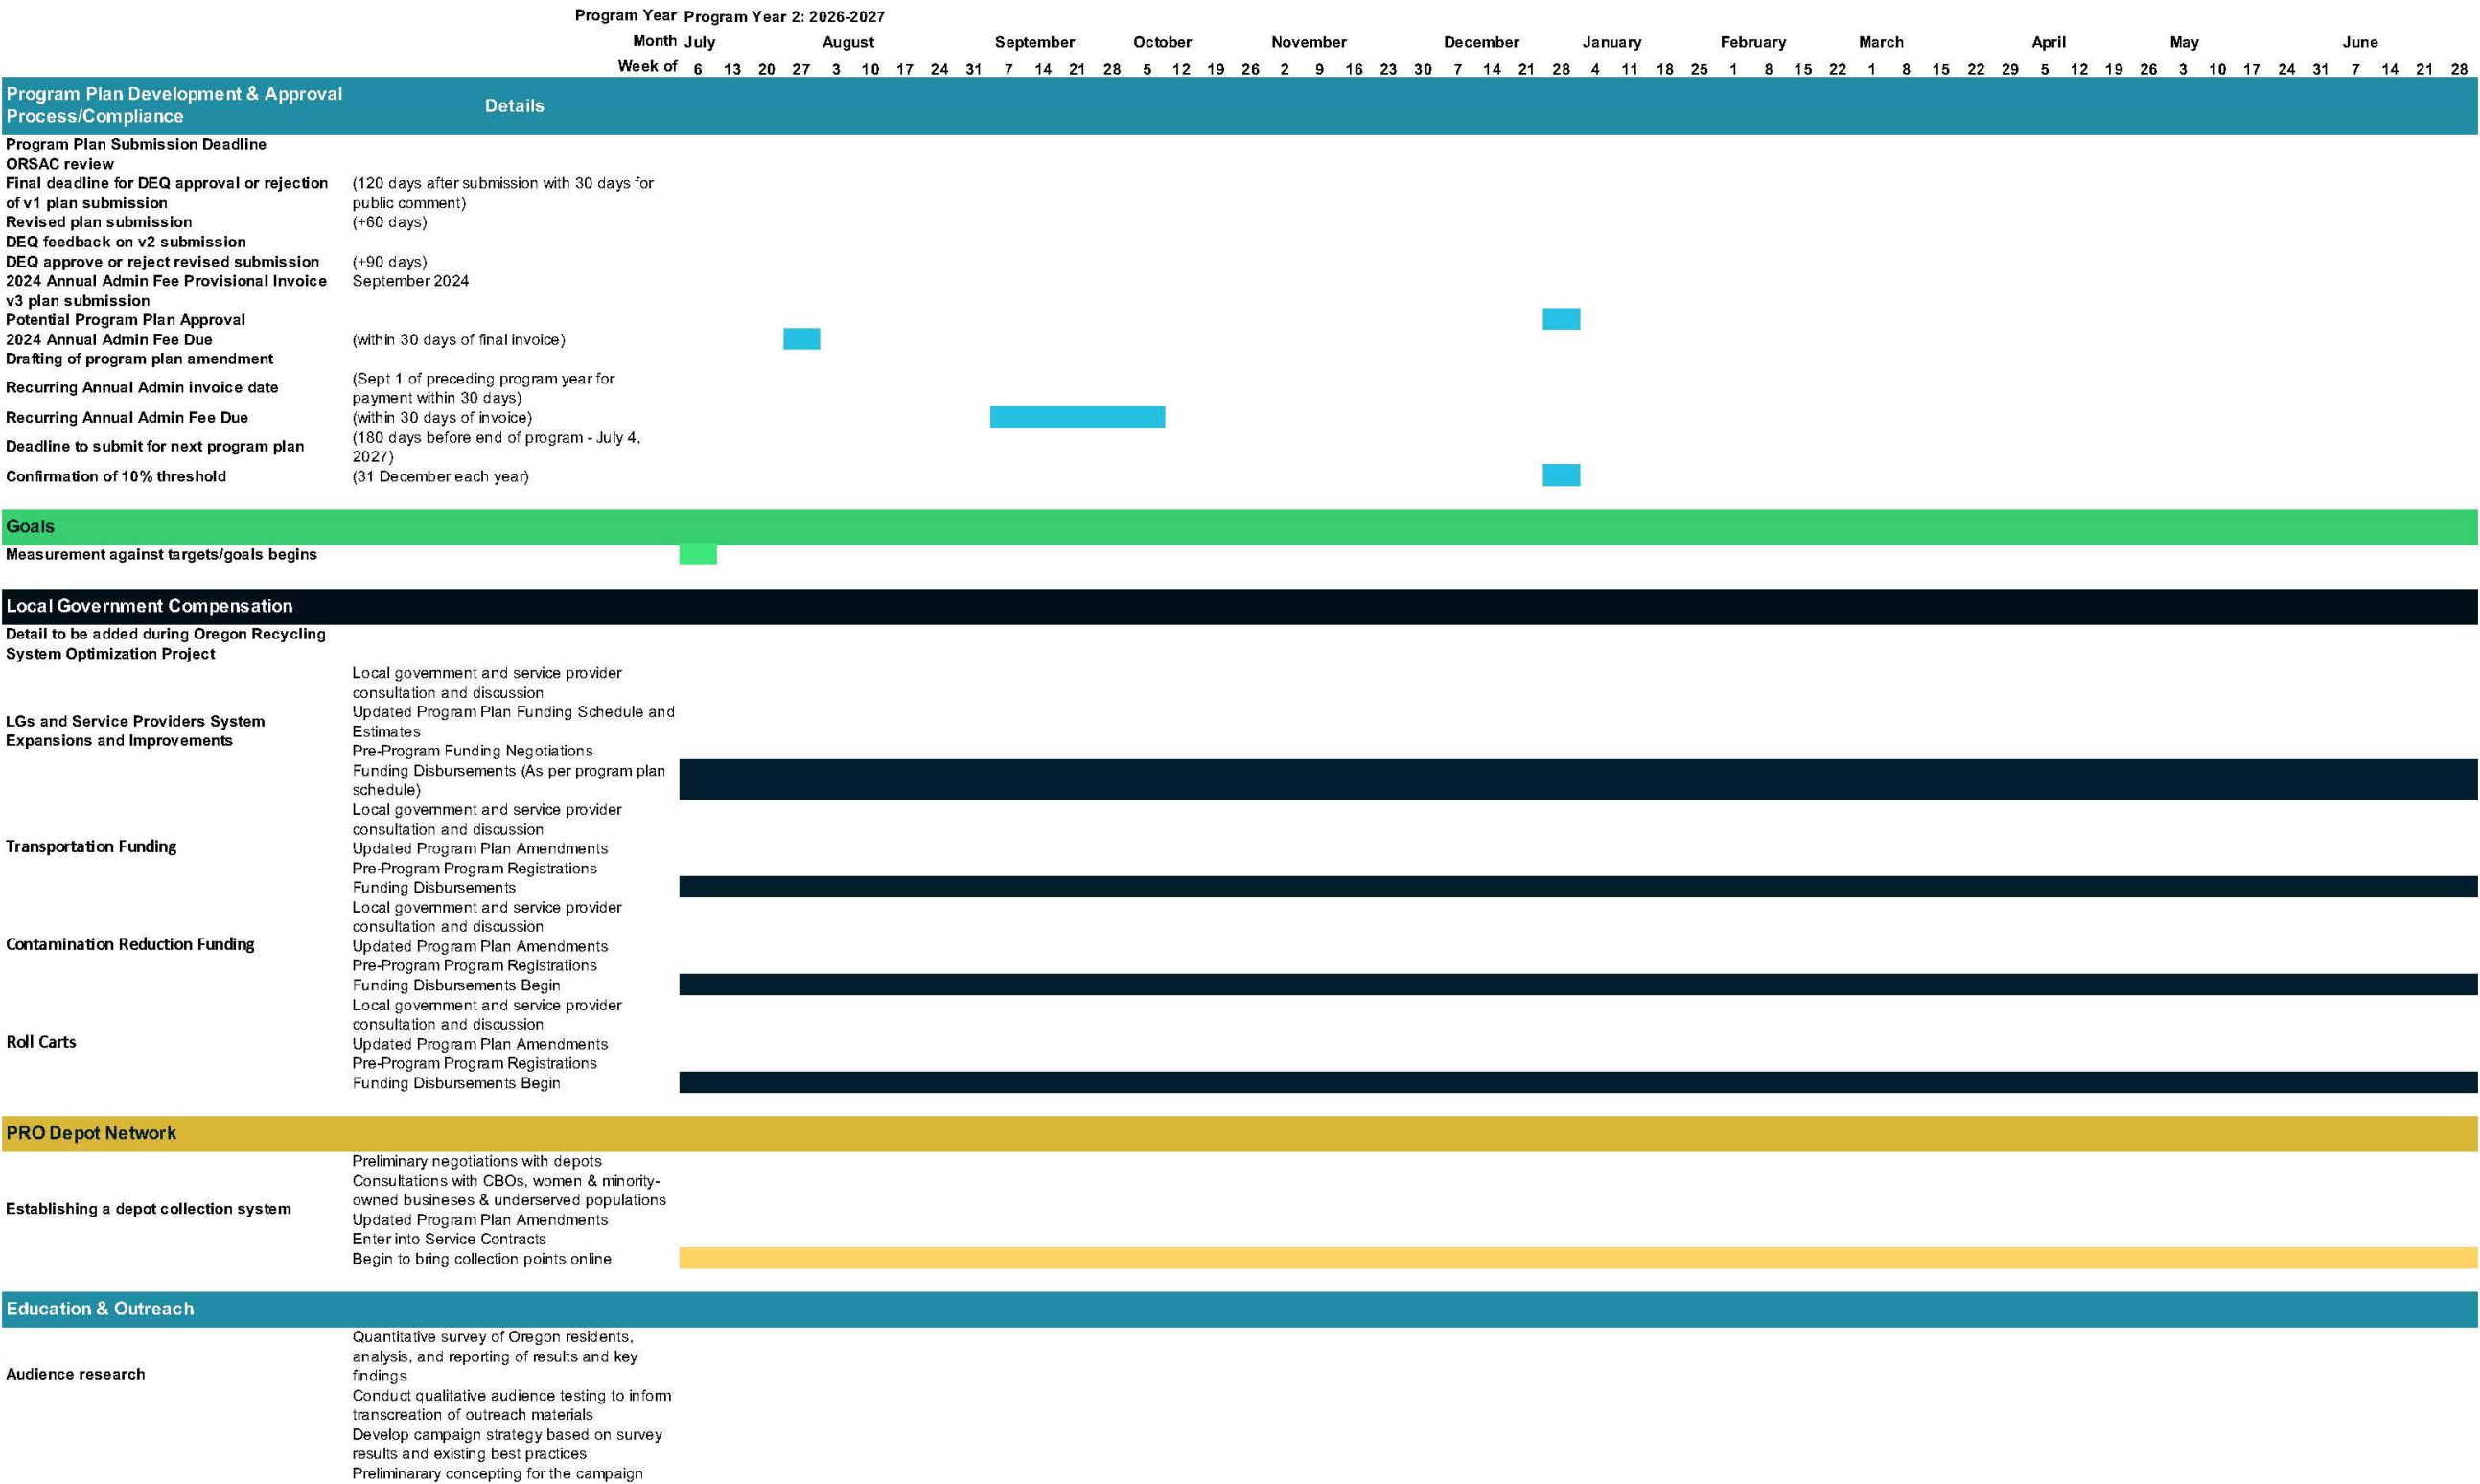 Program Year Program Year 2: 2026-2027
Month July August September October November December January February March April May June
Week of 6 13 20 27 3 10 17 24 31 7 14 21 28 5 12 19 26 2 9 16 23 30 7 14 21 28 4 11 18 25 1 8 15 22 1 8 15 22 29 5 12 19 26 3 10 17 24 31 7 14 21 28
Program Plan Development & Approval
Process/Compliance
Details
Program Plan Submission Deadline
ORSAC review
Final deadline for DEQ approval or rejection
of v1 plan submission
(120 days after submission with 30 days for
public comment)
Revised plan submission (+60 days)
DEQ feedback on v2 submission
DEQ approve or reject revised submission (+90 days)
2024 Annual Admin Fee Provisional Invoice September 2024
v3 plan submission
Potential Program Plan Approval
2024 Annual Admin Fee Due (within 30 days of final invoice)
Drafting of program plan amendment
Recurring Annual Admin invoice date
(Sept 1 of preceding program year for
payment within 30 days)
Recurring Annual Admin Fee Due (within 30 days of invoice)
Deadline to submit for next program plan
(180 days before end of program - July 4,
2027)
Confirmation of 10% threshold (31 December each year)
Goals
Measurement against targets/goals begins
Local Government Compensation
Detail to be added during Oregon Recycling
System Optimization Project
LGs and Service Providers System
Expansions and Improvements
Local government and service provider
consultation and discussion
Updated Program Plan Funding Schedule and
Estimates
Pre-Program Funding Negotiations
Funding Disbursements (As per program plan
schedule)
Transportation Funding
Local government and service provider
consultation and discussion
Updated Program Plan Amendments
Pre-Program Program Registrations
Funding Disbursements
Contamination Reduction Funding
Local government and service provider
consultation and discussion
Updated Program Plan Amendments
Pre-Program Program Registrations
Funding Disbursements Begin
Roll Carts
Local government and service provider
consultation and discussion
Updated Program Plan Amendments
Pre-Program Program Registrations
Funding Disbursements Begin
PRO Depot Network
Establishing a depot collection system
Preliminary negotiations with depots
Consultations with CBOs, women & minority-
owned busineses & underserved populations
Updated Program Plan Amendments
Enter into Service Contracts
Begin to bring collection points online
Education & Outreach
Audience research
Quantitative survey of Oregon residents,
analysis, and reporting of results and key
findings
Conduct qualitative audience testing to inform
transcreation of outreach materials
Develop campaign strategy based on survey
results and existing best practices
Preliminarary concepting for the campaign